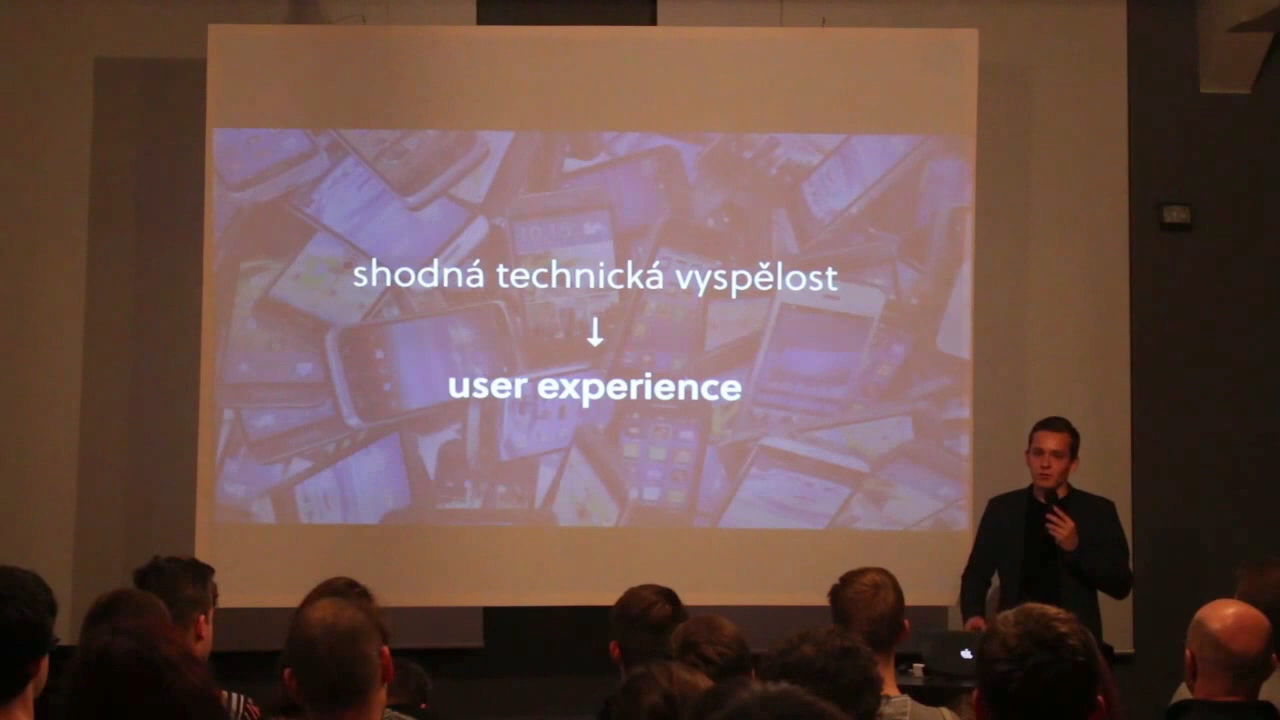 shodná technická vyspělost
↓
user experience